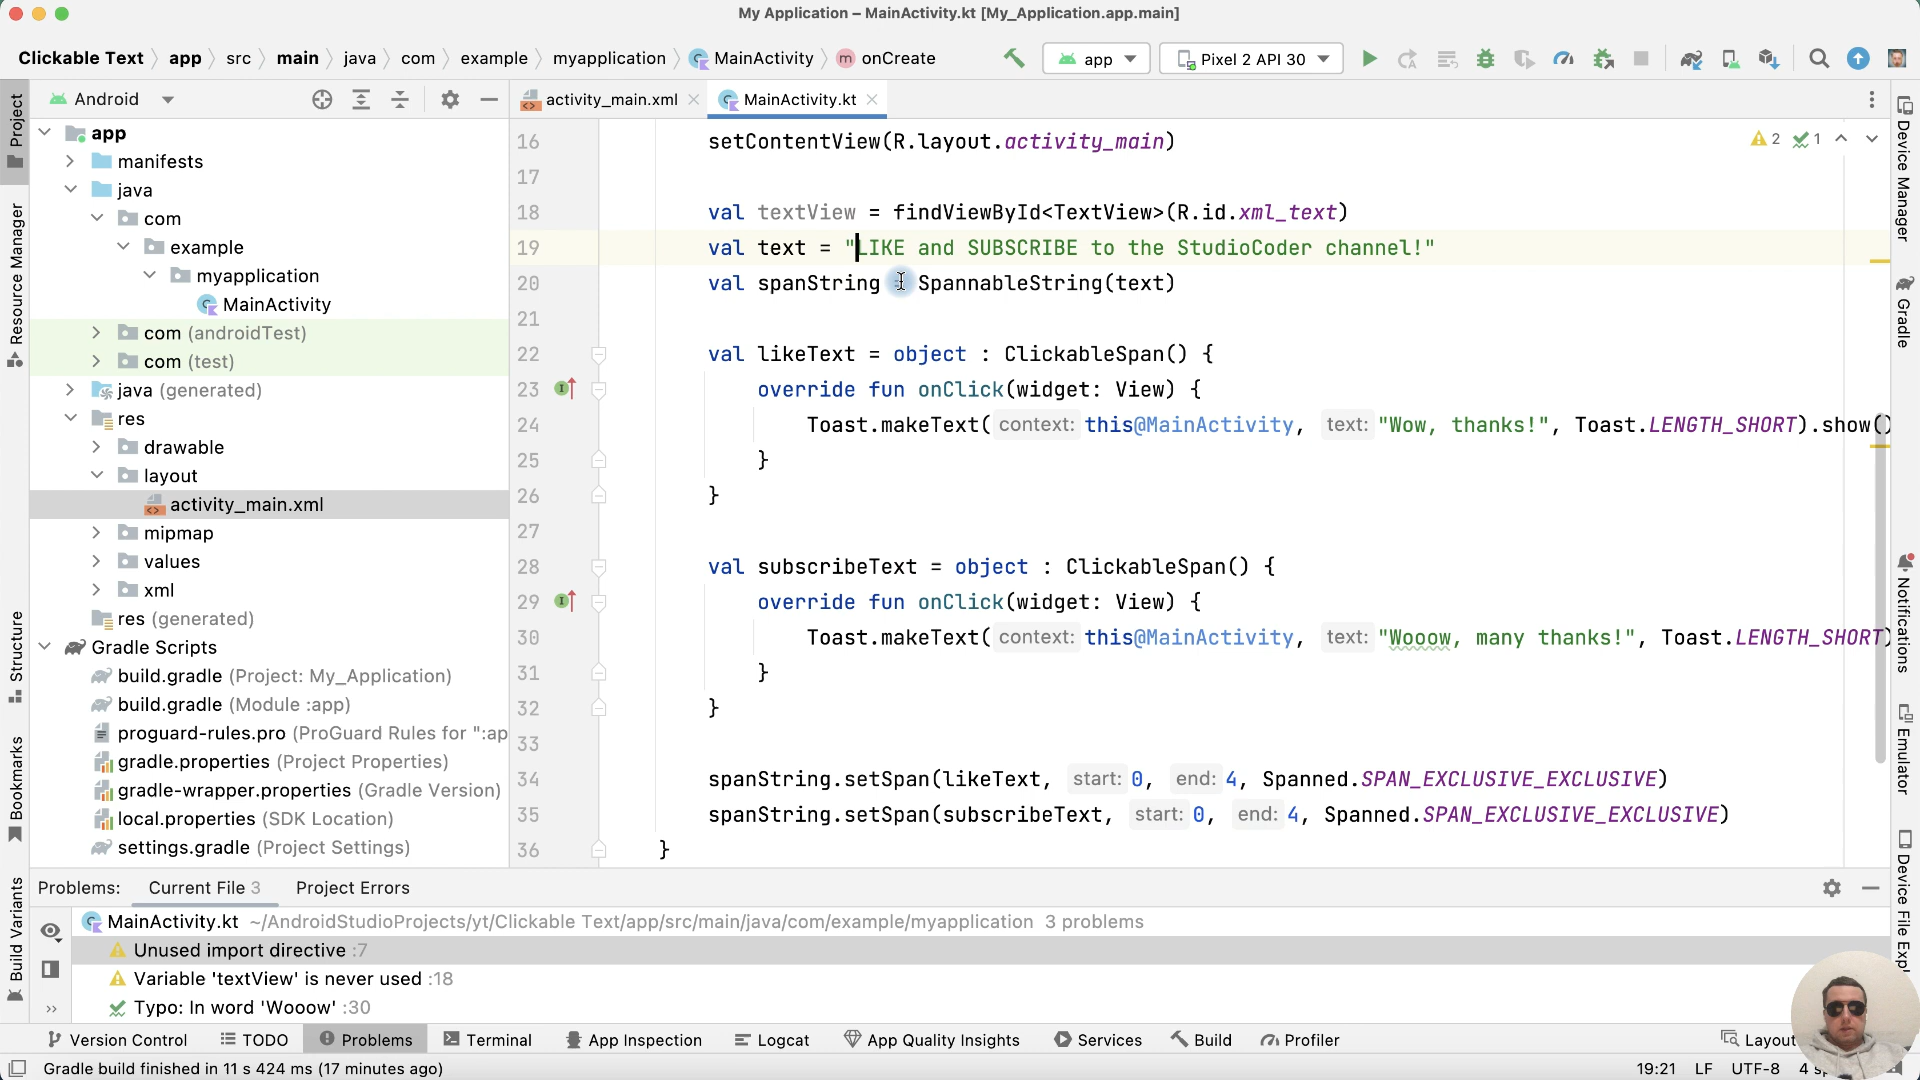 My Application – MainActivity.kt [My_Application.app.main]
Clickable Text app src main java com example myapplication MainActivity m onCreate app Pixel 2 API 30
Android
activity_main.xml MainActivity.kt
Project
Resource Manager
Structure
Bookmarks
Build Variants
app
manifests
java
com
example
myapplication
MainActivity
com (androidTest)
com (test)
java (generated)
res
drawable
layout
activity_main.xml
mipmap
values
xml
res (generated)
Gradle Scripts
build.gradle (Project: My_Application)
build.gradle (Module :app)
proguard-rules.pro (ProGuard Rules for ":ap
gradle.properties (Project Properties)
gradle-wrapper.properties (Gradle Version)
local.properties (SDK Location)
settings.gradle (Project Settings)
2 1
16 setContentView(R.layout.activity_main)
17
18 val textView = findViewById<TextView>(R.id.xml_text)
19 val text = "LIKE and SUBSCRIBE to the StudioCoder channel!"
20 val spanString = SpannableString(text)
21
22 val likeText = object : ClickableSpan() {
23 override fun onClick(widget: View) {
24 Toast.makeText( context: this@MainActivity, text: "Wow, thanks!", Toast.LENGTH_SHORT).show()
25 }
26 }
27
28 val subscribeText = object : ClickableSpan() {
29 override fun onClick(widget: View) {
30 Toast.makeText( context: this@MainActivity, text: "Wooow, many thanks!", Toast.LENGTH_SHORT)
31 }
32 }
33
34 spanString.setSpan(likeText, start: 0, end: 4, Spanned.SPAN_EXCLUSIVE_EXCLUSIVE)
35 spanString.setSpan(subscribeText, start: 0, end: 4, Spanned.SPAN_EXCLUSIVE_EXCLUSIVE)
36 }
Device Manager
Gradle
Notifications
Emulator
Device File Expl
Problems: Current File 3 Project Errors
MainActivity.kt ~/AndroidStudioProjects/yt/Clickable Text/app/src/main/java/com/example/myapplication 3 problems
Unused import directive :7
Variable 'textView' is never used :18
Typo: In word 'Wooow' :30
Version Control TODO Problems Terminal App Inspection Logcat App Quality Insights Services Build Profiler Layou
Gradle build finished in 11 s 424 ms (17 minutes ago) 19:21 LF UTF-8 4 s